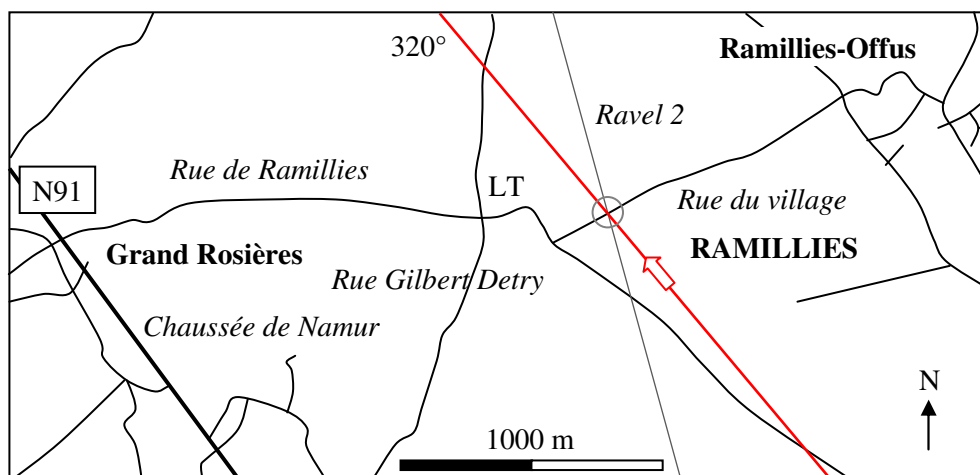 320°
Ramillies-Offus
Ravel 2
Rue de Ramillies
N91
LT
Rue du village
Grand Rosières
RAMILLIES
Rue Gilbert Detry
Chaussée de Namur
N
1000 m